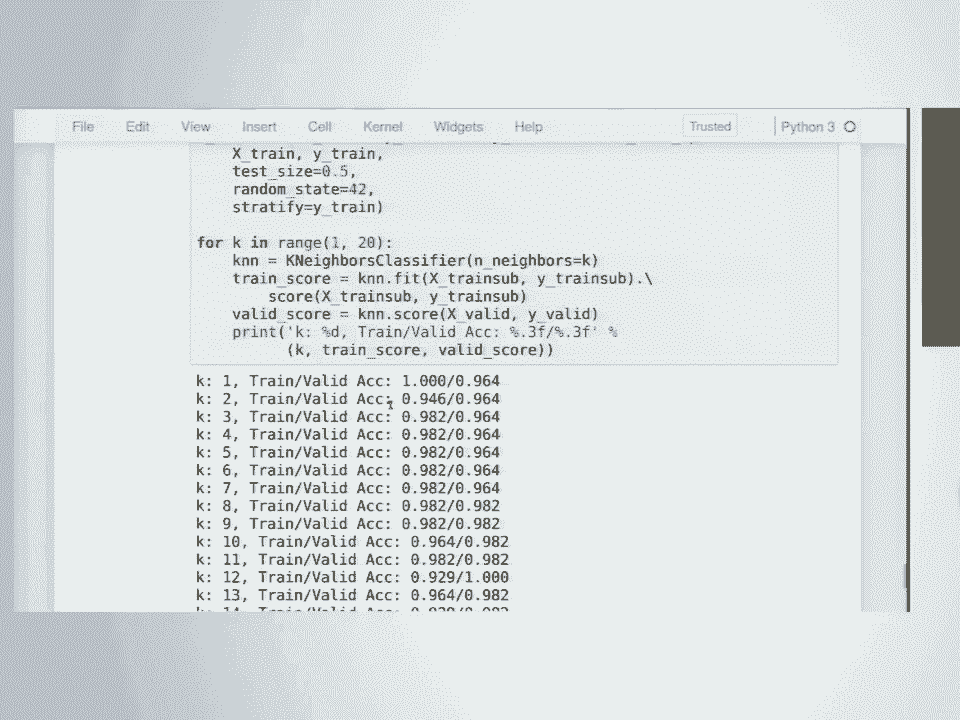 File Edit View Insert Cell Kernel Widgets Help Trusted Python 3
X_train, y_train,
test_size=0.5,
random_state=42,
stratify=y_train)
for k in range(1, 20):
knn = KNeighborsClassifier(n_neighbors=k)
train_score = knn.fit(X_trainsub, y_trainsub).\
score(X_trainsub, y_trainsub)
valid_score = knn.score(X_valid, y_valid)
print('k: %d, Train/Valid Acc: %.3f/%.3f' %
(k, train_score, valid_score))
k: 1, Train/Valid Acc: 1.000/0.964
k: 2, Train/Valid Acc: 0.946/0.964
k: 3, Train/Valid Acc: 0.982/0.964
k: 4, Train/Valid Acc: 0.982/0.964
k: 5, Train/Valid Acc: 0.982/0.964
k: 6, Train/Valid Acc: 0.982/0.964
k: 7, Train/Valid Acc: 0.982/0.964
k: 8, Train/Valid Acc: 0.982/0.982
k: 9, Train/Valid Acc: 0.982/0.982
k: 10, Train/Valid Acc: 0.964/0.982
k: 11, Train/Valid Acc: 0.982/0.982
k: 12, Train/Valid Acc: 0.929/1.000
k: 13, Train/Valid Acc: 0.964/0.982